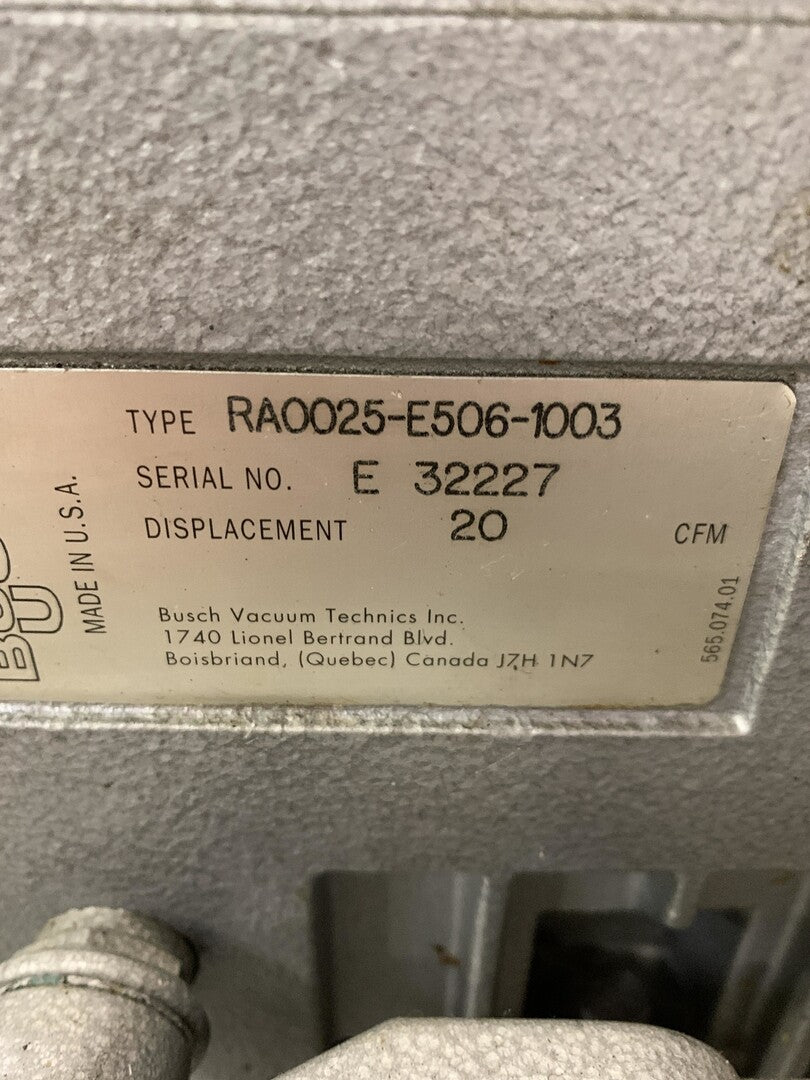 TYPE RA0025-E506-1003
SERIAL NO. E 32227
DISPLACEMENT 20 CFM
Busch Vacuum Technics Inc.
1740 Lionel Bertrand Blvd.
Boisbriand, (Quebec) Canada J7H 1N7
MADE IN U.S.A.
565.074.01